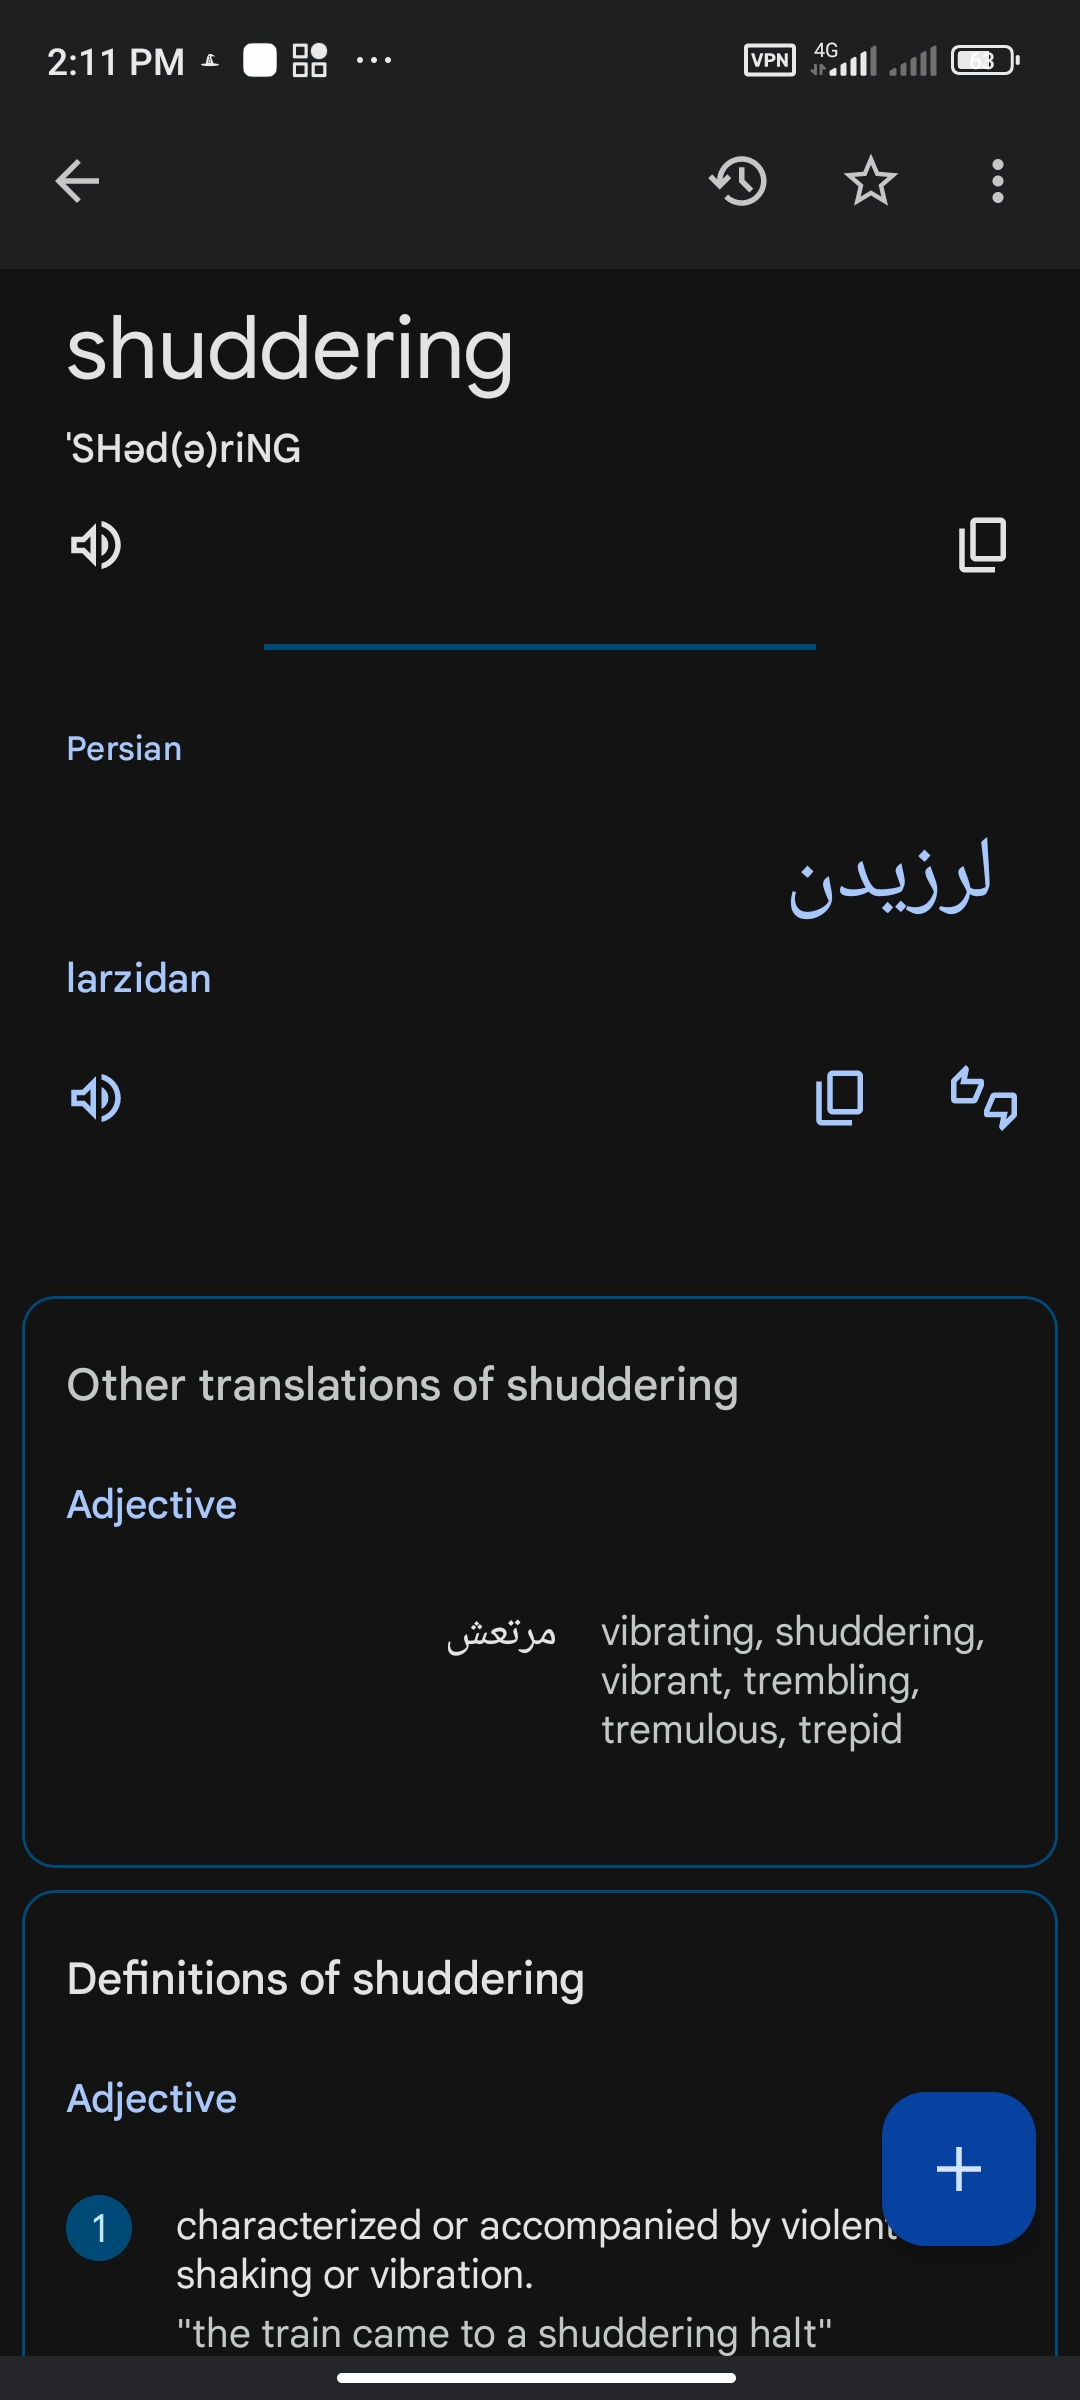 2:11 PM
VPN 4G 63
shuddering
ˈSHəd(ə)riNG
Persian
لرزیدن
larzidan
Other translations of shuddering
Adjective
مرتعش vibrating, shuddering,
vibrant, trembling,
tremulous, trepid
Definitions of shuddering
Adjective
1 characterized or accompanied by violent
shaking or vibration.
"the train came to a shuddering halt"